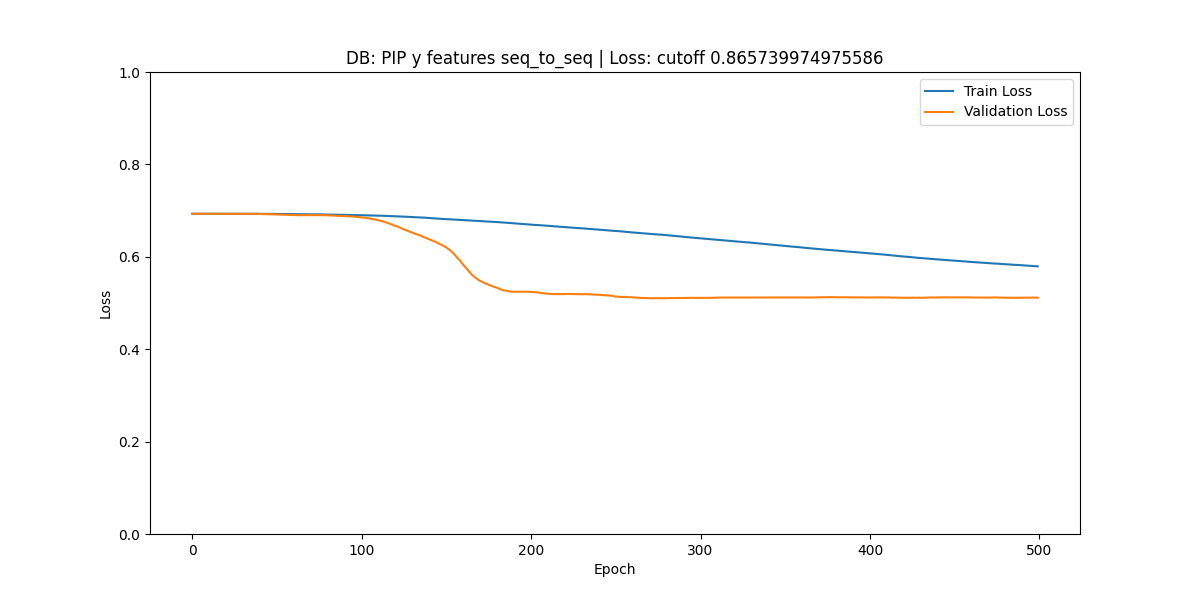 DB: PIP y features seq_to_seq | Loss: cutoff 0.865739974975586
1.0
0.8
0.6
0.4
0.2
0.0
Loss
Train Loss
Validation Loss
0
100
200
300
400
500
Epoch